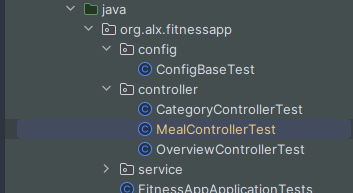 java
org.alx.fitnessapp
config
ConfigBaseTest
controller
CategoryControllerTest
MealControllerTest
OverviewControllerTest
service
FitnessAppApplicationTests